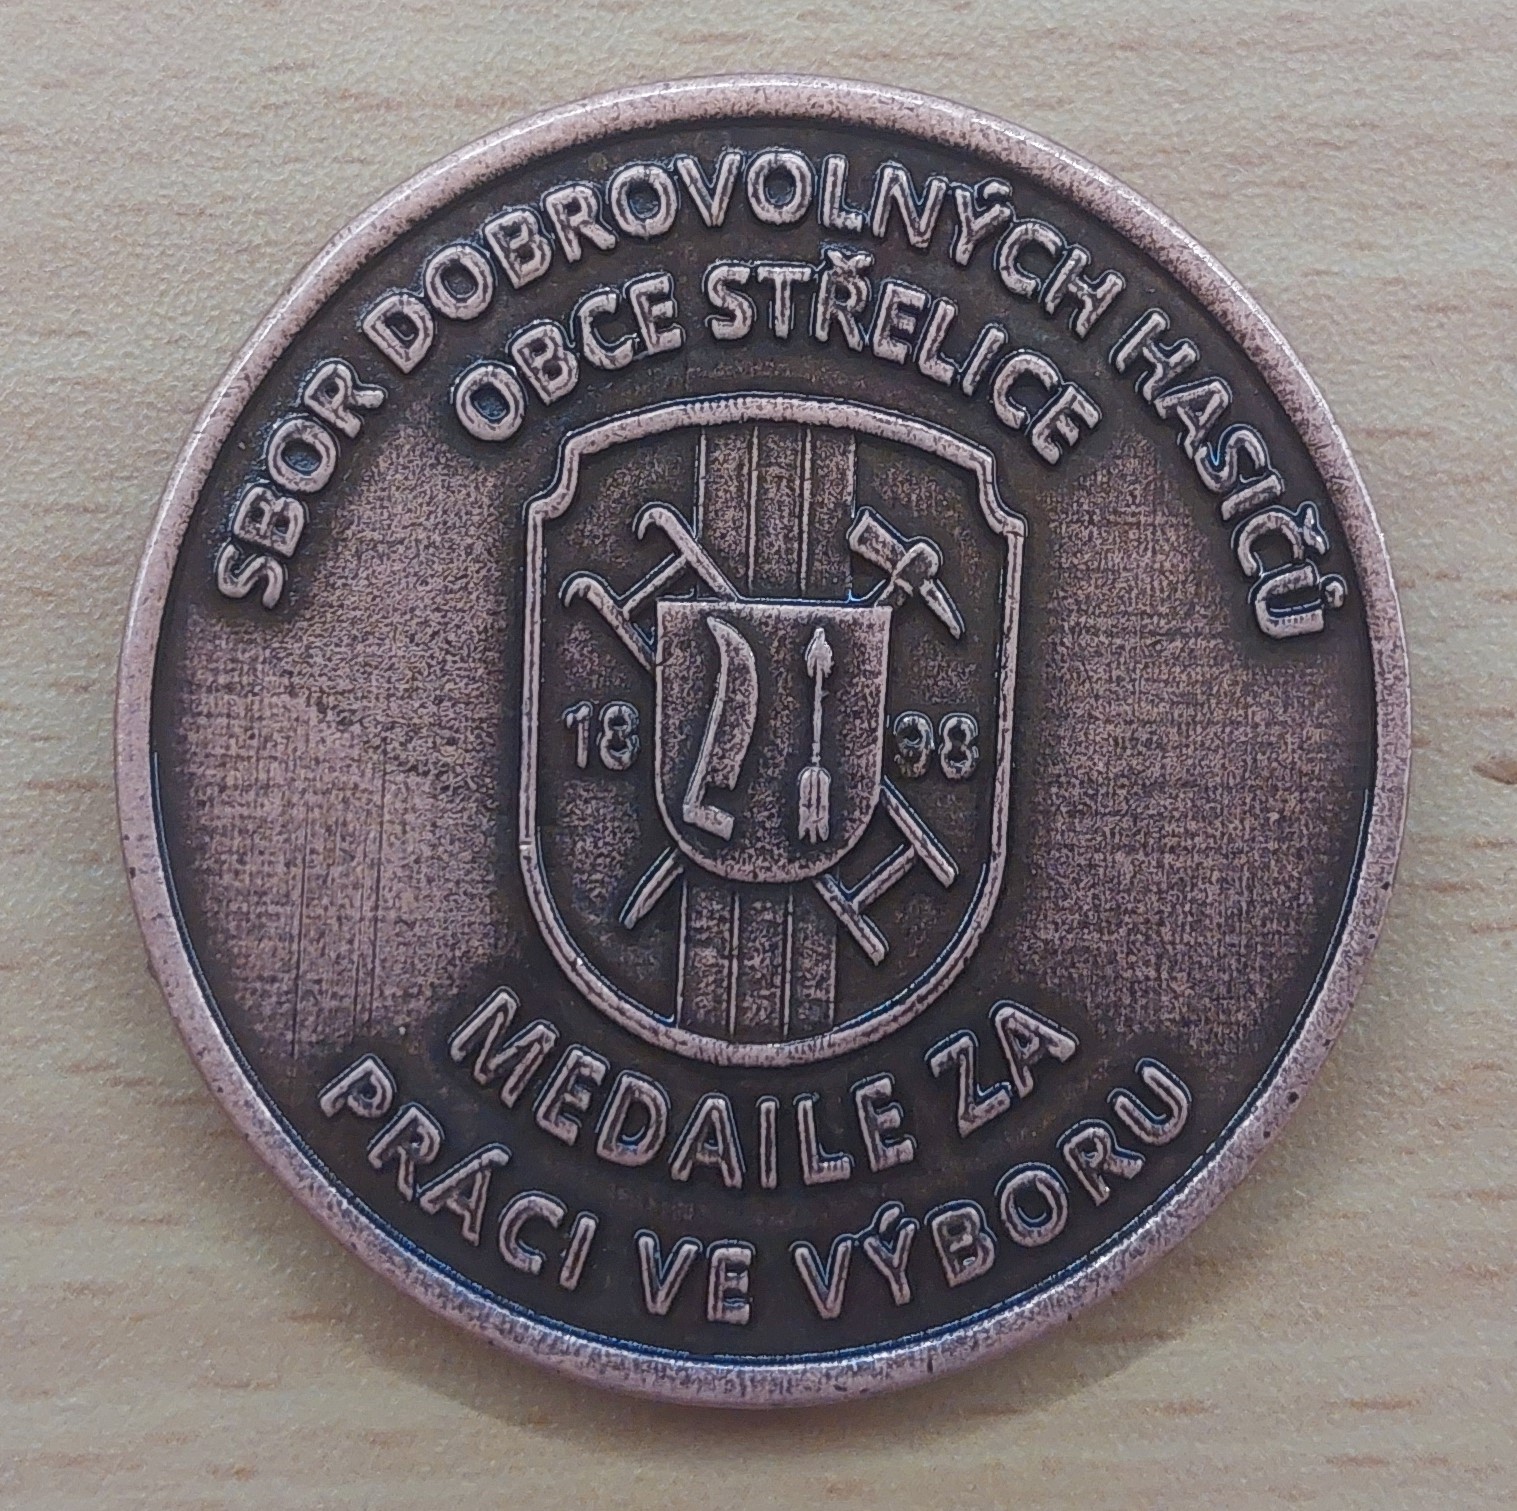 SBOR DOBROVOLNÝCH HASIČŮ
OBCE STŘELICE
18 98
MEDAILE ZA
PRÁCI VE VÝBORU